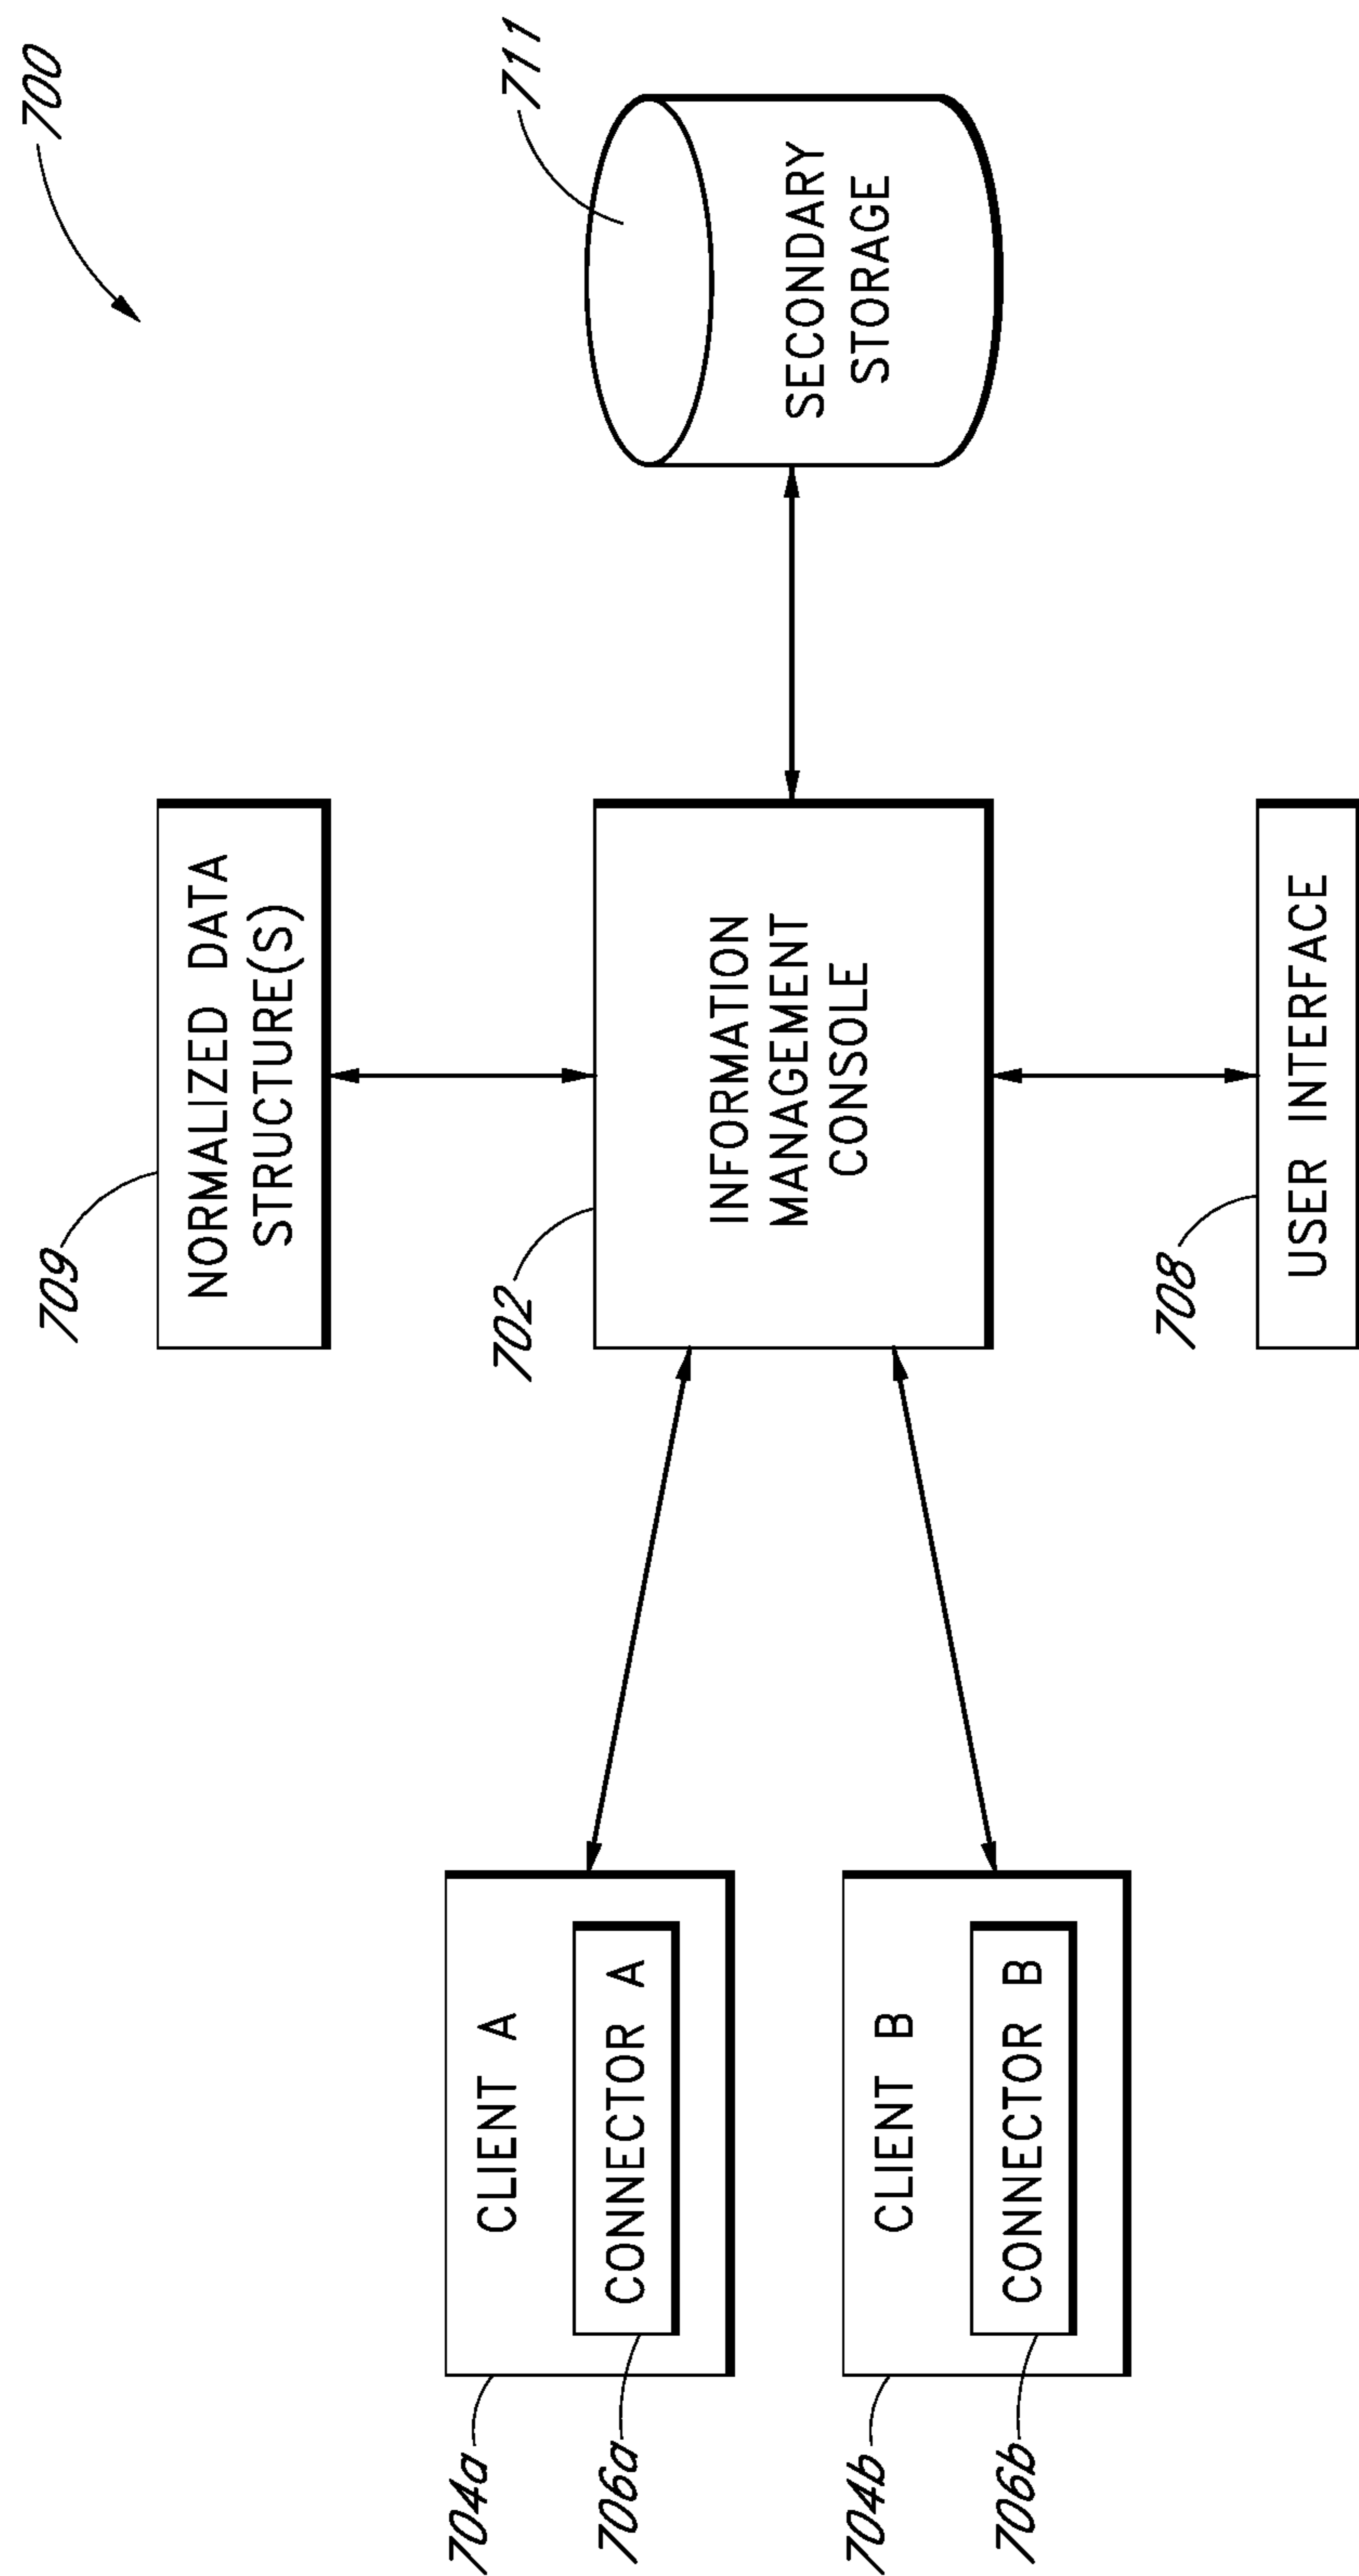 700
709
NORMALIZED DATA
STRUCTURE(S)
704a
CLIENT A
706a
CONNECTOR A
702
INFORMATION
MANAGEMENT
CONSOLE
711
SECONDARY
STORAGE
704b
CLIENT B
706b
CONNECTOR B
708
USER INTERFACE